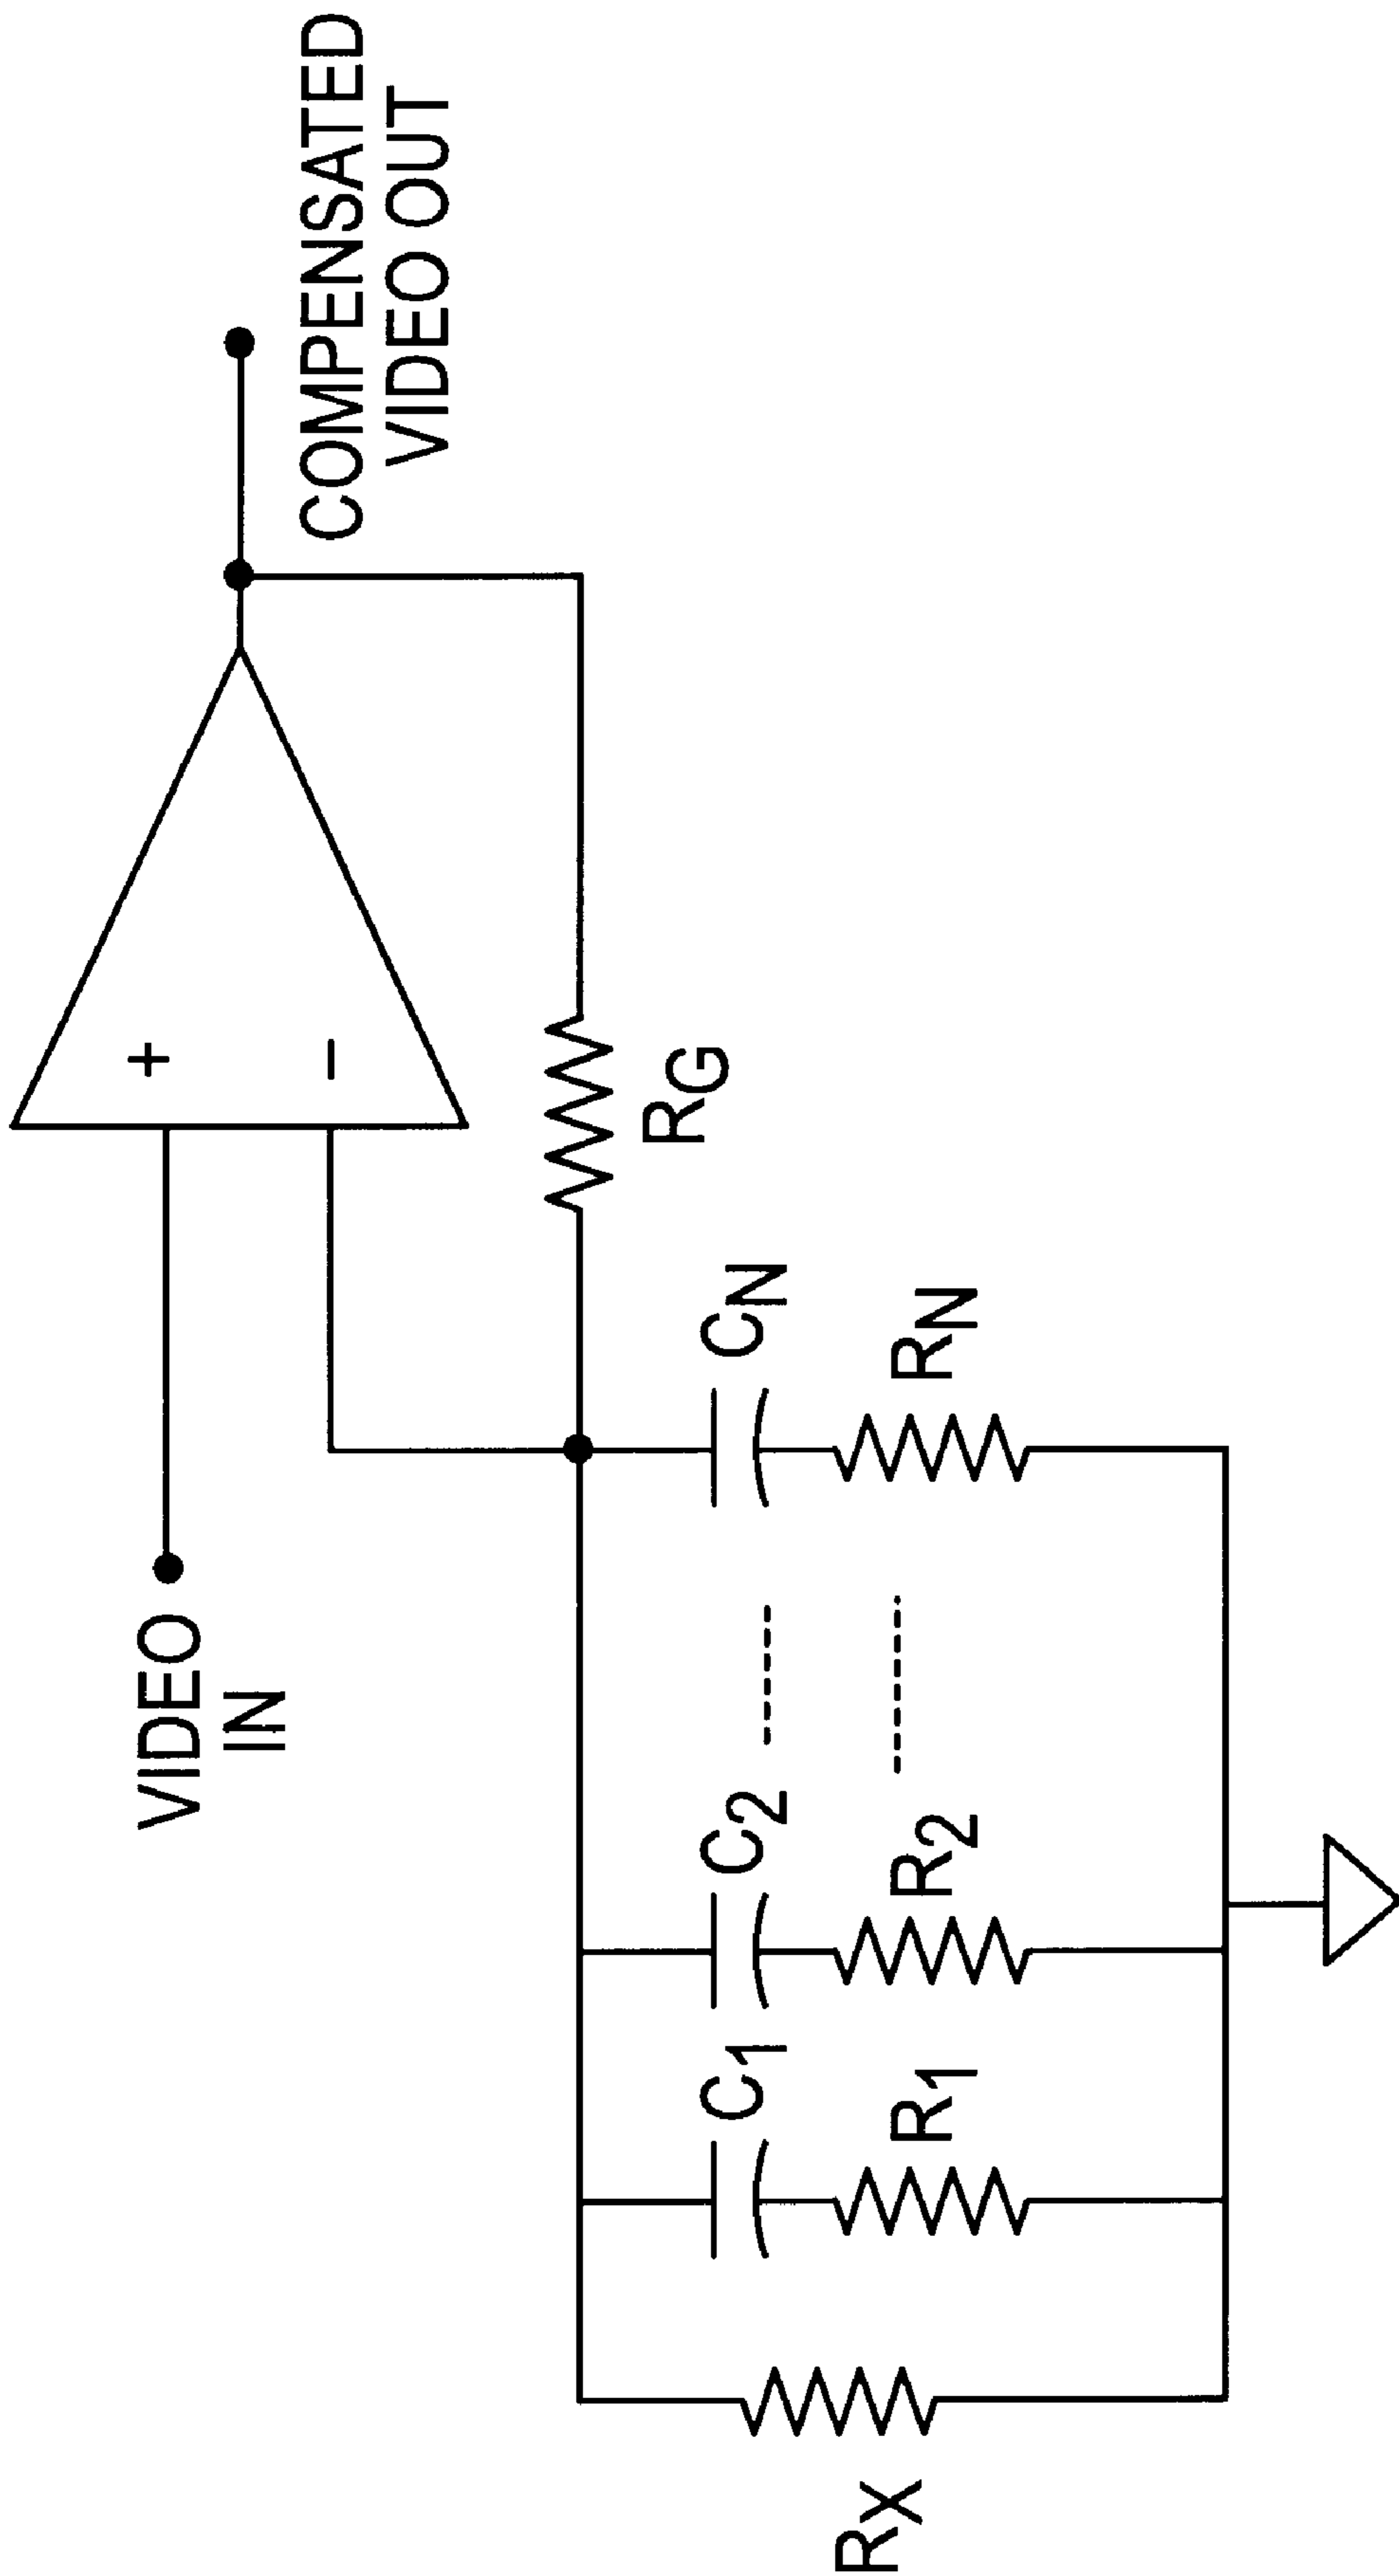 VIDEO
IN
+
−
COMPENSATED
VIDEO OUT
RG
CN
RN
C2
R2
C1
R1
RX